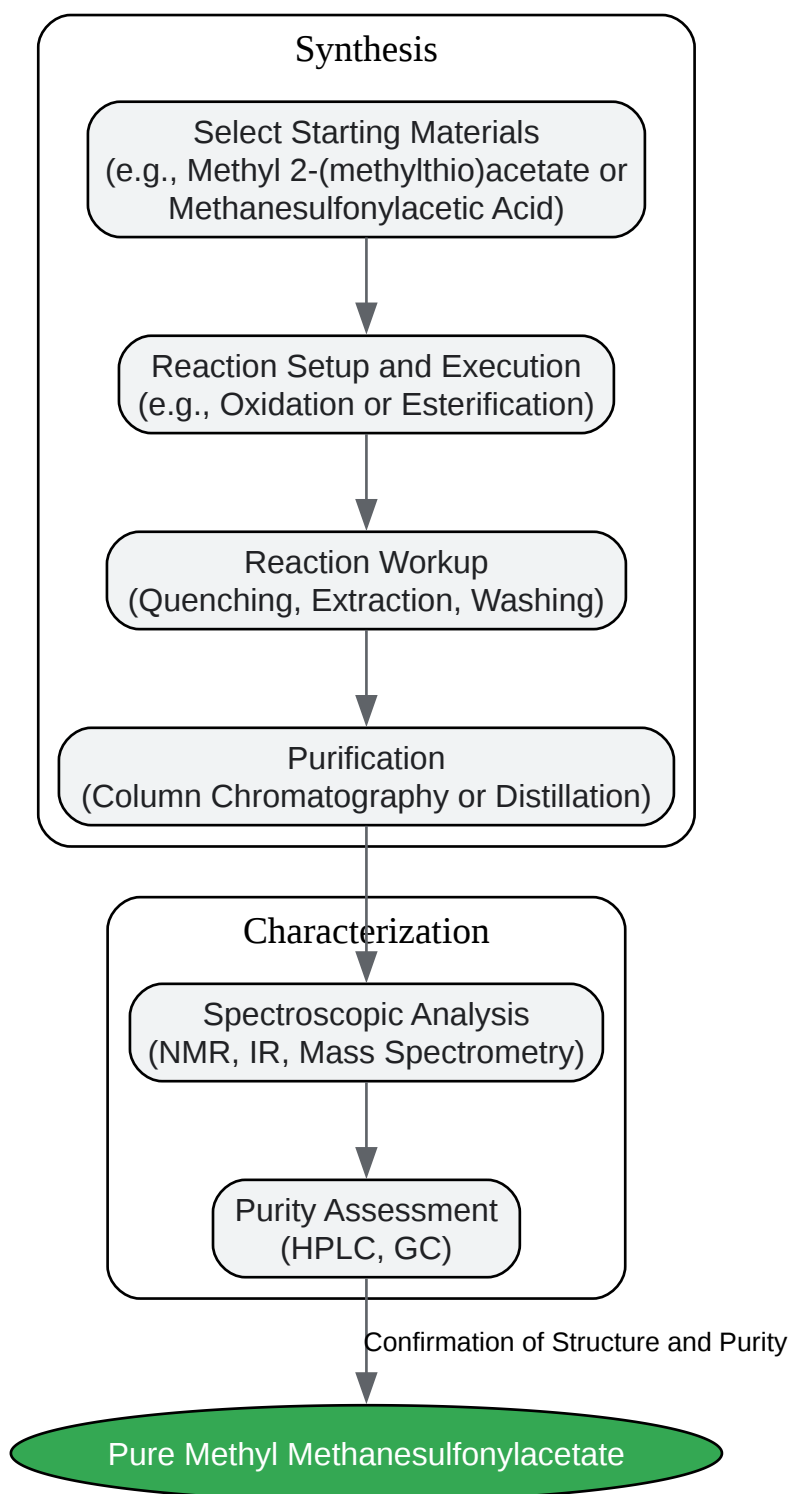 Synthesis
Select Starting Materials
(e.g., Methyl 2-(methylthio)acetate or
Methanesulfonylacetic Acid)
Reaction Setup and Execution
(e.g., Oxidation or Esterification)
Reaction Workup
(Quenching, Extraction, Washing)
Purification
(Column Chromatography or Distillation)
Characterization
Spectroscopic Analysis
(NMR, IR, Mass Spectrometry)
Purity Assessment
(HPLC, GC)
Confirmation of Structure and Purity
Pure Methyl Methanesulfonylacetate